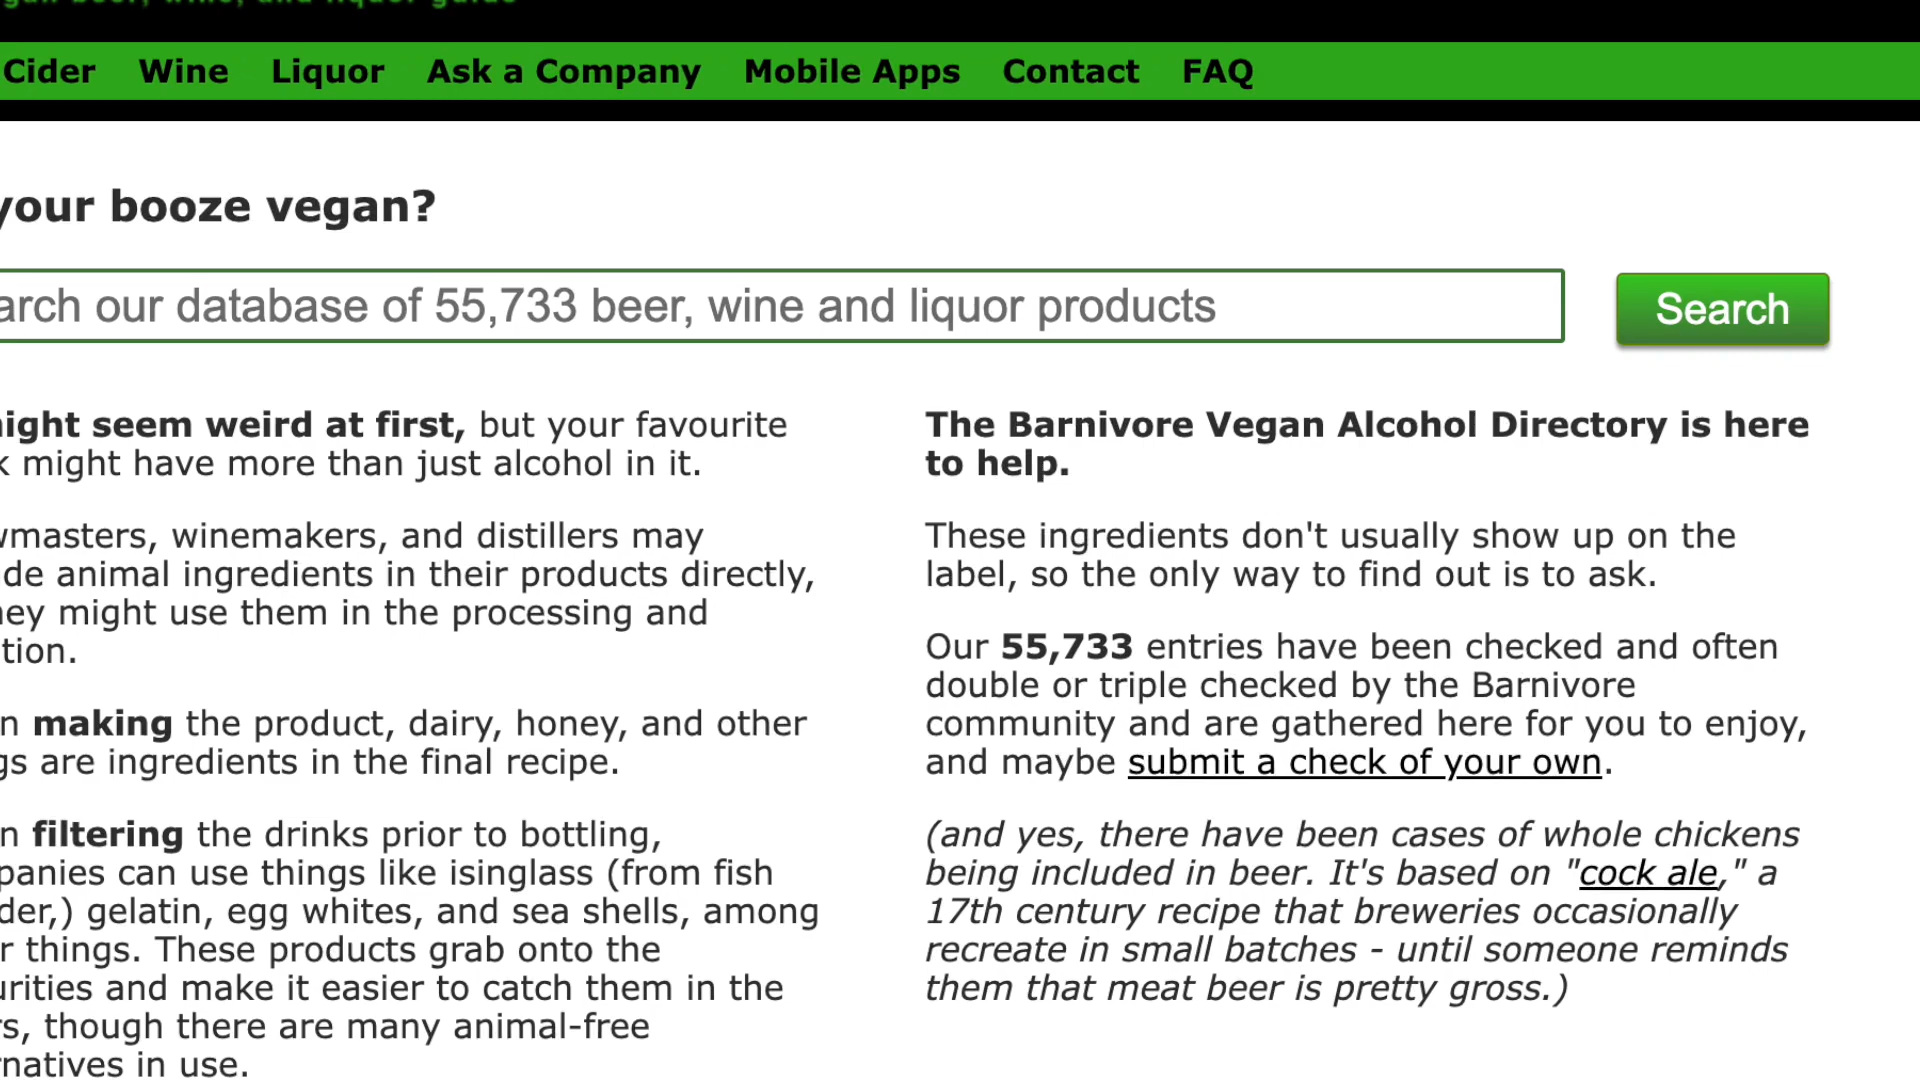 beer, wine, and liquor guide
Cider Wine Liquor Ask a Company Mobile Apps Contact FAQ
your booze vegan?
arch our database of 55,733 beer, wine and liquor products
Search
ight seem weird at first, but your favourite
k might have more than just alcohol in it.
wmasters, winemakers, and distillers may
de animal ingredients in their products directly,
ey might use them in the processing and
tion.
n making the product, dairy, honey, and other
gs are ingredients in the final recipe.
n filtering the drinks prior to bottling,
panies can use things like isinglass (from fish
der,) gelatin, egg whites, and sea shells, among
r things. These products grab onto the
urities and make it easier to catch them in the
rs, though there are many animal-free
natives in use.
The Barnivore Vegan Alcohol Directory is here
to help.
These ingredients don't usually show up on the
label, so the only way to find out is to ask.
Our 55,733 entries have been checked and often
double or triple checked by the Barnivore
community and are gathered here for you to enjoy,
and maybe submit a check of your own.
(and yes, there have been cases of whole chickens
being included in beer. It's based on "cock ale," a
17th century recipe that breweries occasionally
recreate in small batches - until someone reminds
them that meat beer is pretty gross.)